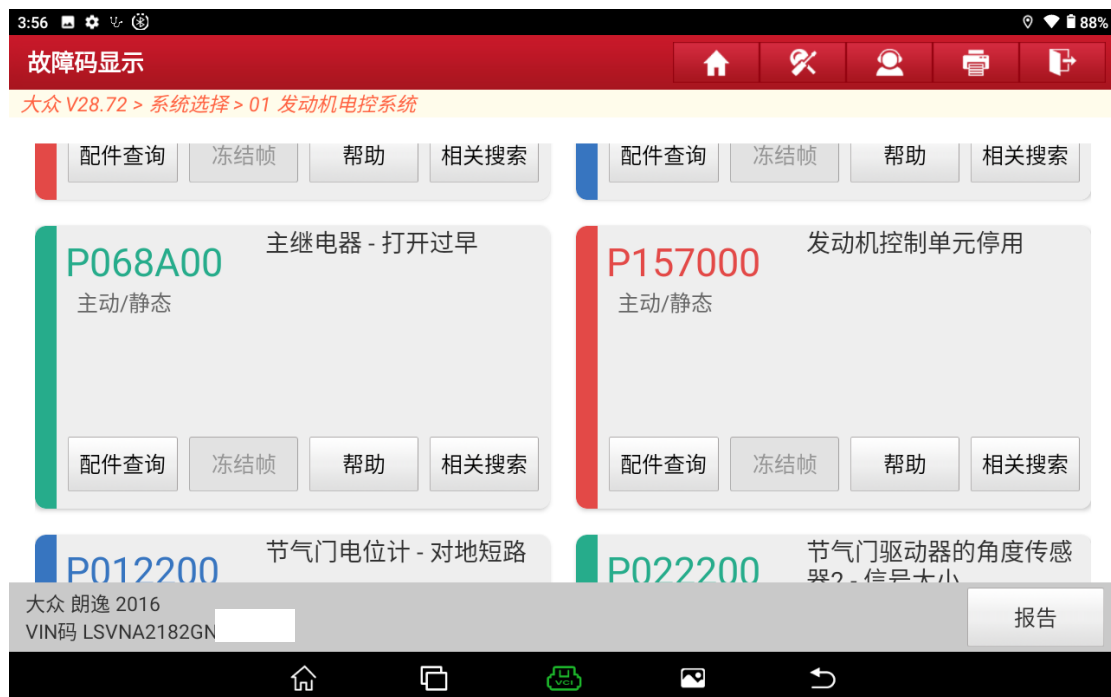 3:56
88%
故障码显示
大众 V28.72 > 系统选择 > 01 发动机电控系统
配件查询 冻结帧 帮助 相关搜索
配件查询 冻结帧 帮助 相关搜索
P068A00
主继电器 - 打开过早
主动/静态
配件查询 冻结帧 帮助 相关搜索
P157000
发动机控制单元停用
主动/静态
配件查询 冻结帧 帮助 相关搜索
P012200
节气门电位计 - 对地短路
P022200
节气门驱动器的角度传感
器2 - 信号太小
大众 朗逸 2016
VIN码 LSVNA2182GN
报告
VCI